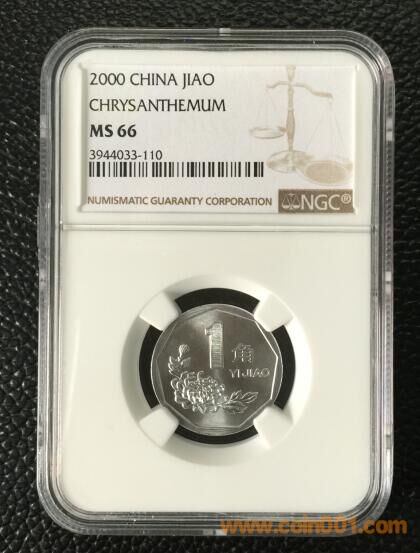 2000 CHINA JIAO
CHRYSANTHEMUM
MS 66
3944033-110
NUMISMATIC GUARANTY CORPORATION
NGC®
1 角
YI JIAO
www.coin001.com